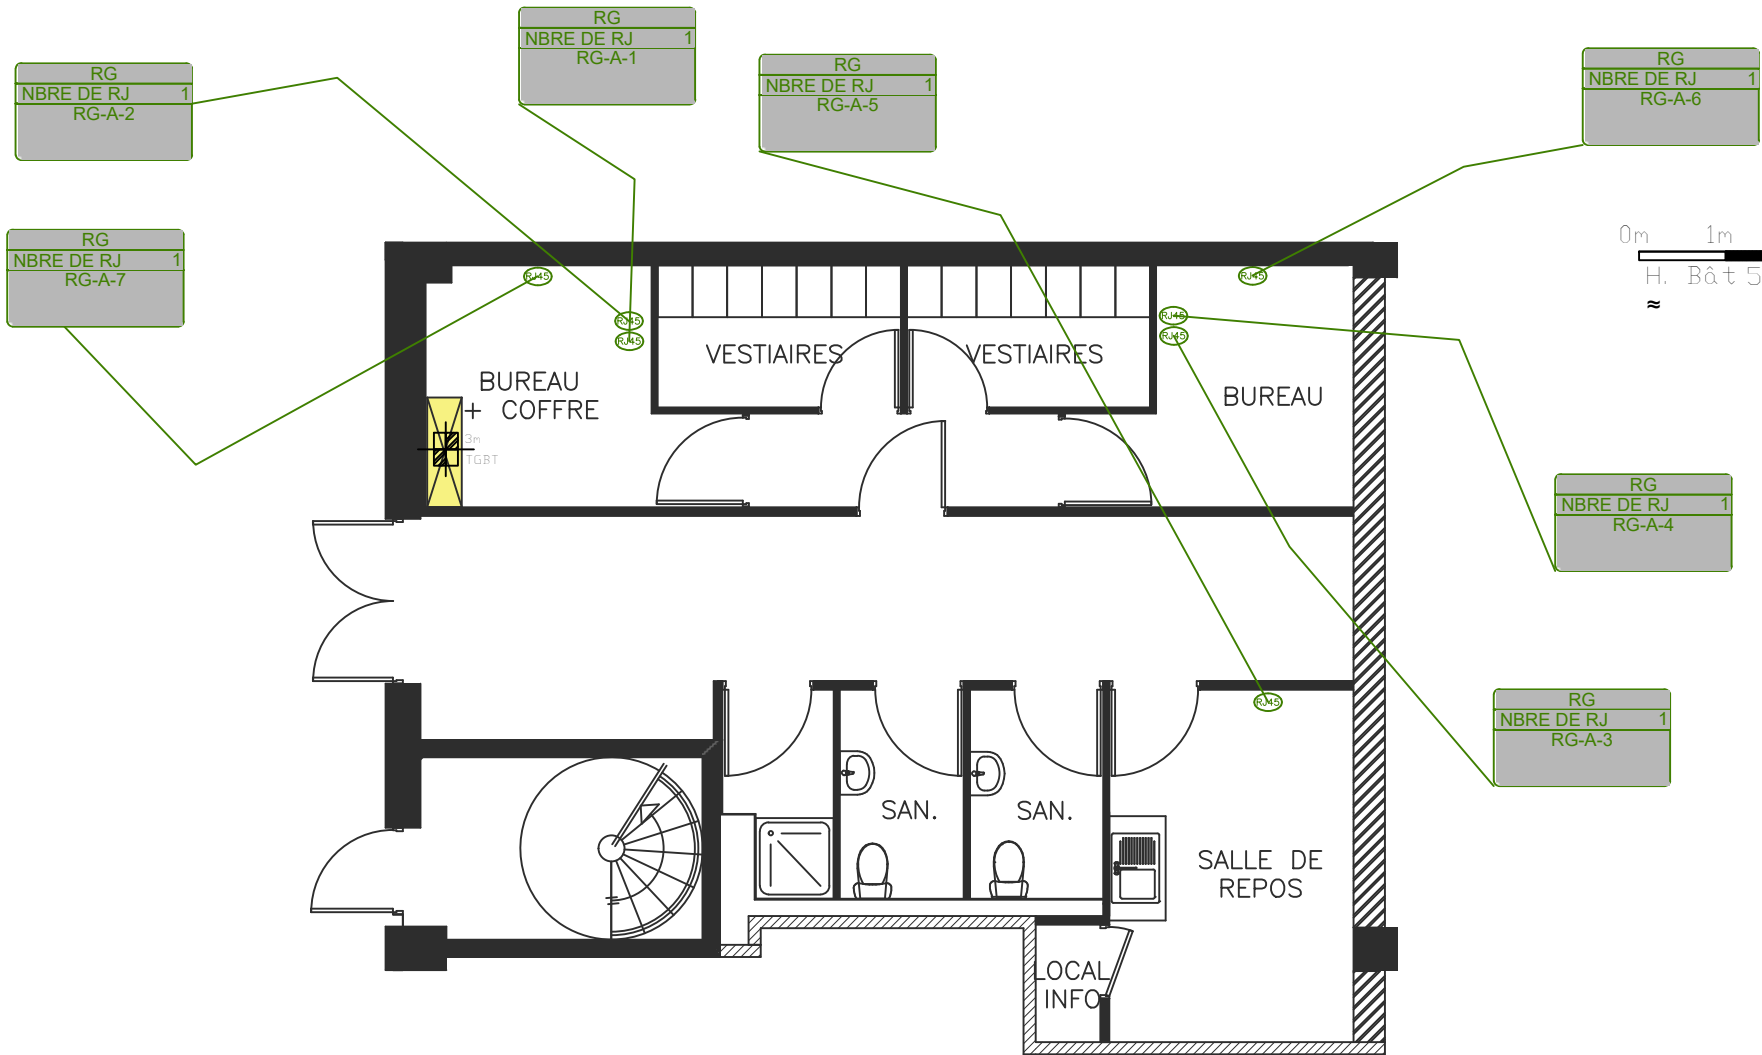 RG
NBRE DE RJ 1
RG-A-1
RG
NBRE DE RJ 1
RG-A-2
RG
NBRE DE RJ 1
RG-A-5
RG
NBRE DE RJ 1
RG-A-6
RG
NBRE DE RJ 1
RG-A-7
0m 1m
H. Bât 5
≈
RJ45
RJ45
RJ45
RJ45
RJ45
RJ45
VESTIAIRES
VESTIAIRES
BUREAU
+ COFFRE
BUREAU
3m
TGBT
RG
NBRE DE RJ 1
RG-A-4
RJ45
RG
NBRE DE RJ 1
RG-A-3
SAN.
SAN.
SALLE DE
REPOS
LOCAL
INFO